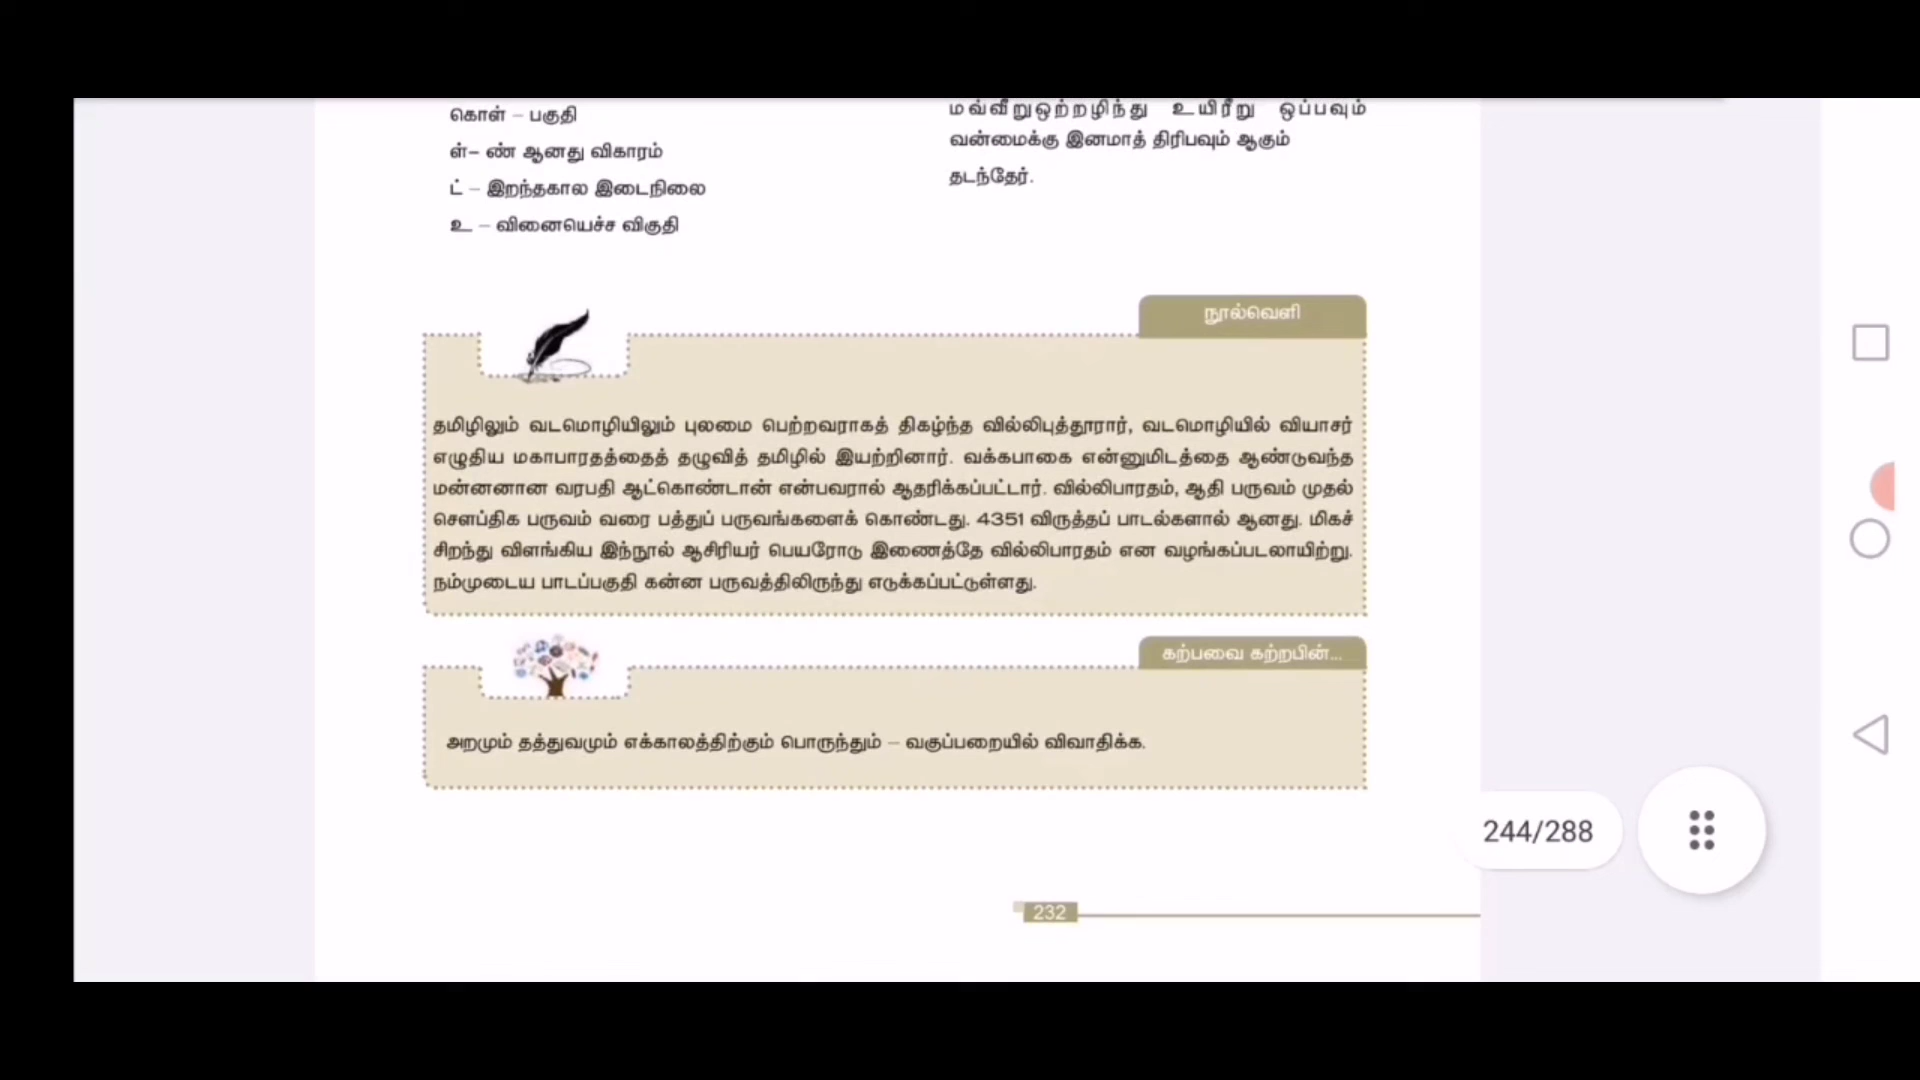 கொள் – பகுதி
ள்– ண் ஆனது விகாரம்
ட் – இறந்தகால இடைநிலை
உ – வினையெச்ச விகுதி
மவ்வீறுஒற்றழிந்து உயிரீறு ஒப்பவும்
வன்மைக்கு இனமாத் திரிபவும் ஆகும்
தடந்தேர்.
நூல்வெளி
தமிழிலும் வடமொழியிலும் புலமை பெற்றவராகத் திகழ்ந்த வில்லிபுத்தூரார், வடமொழியில் வியாசர்
எழுதிய மகாபாரதத்தைத் தழுவித் தமிழில் இயற்றினார். வக்கபாகை என்னுமிடத்தை ஆண்டுவந்த
மன்னனான வரபதி ஆட்கொண்டான் என்பவரால் ஆதரிக்கப்பட்டார். வில்லிபாரதம், ஆதி பருவம் முதல்
சௌப்திக பருவம் வரை பத்துப் பருவங்களைக் கொண்டது. 4351 விருத்தப் பாடல்களால் ஆனது. மிகச்
சிறந்து விளங்கிய இந்நூல் ஆசிரியர் பெயரோடு இணைத்தே வில்லிபாரதம் என வழங்கப்படலாயிற்று.
நம்முடைய பாடப்பகுதி கன்ன பருவத்திலிருந்து எடுக்கப்பட்டுள்ளது.
கற்பவை கற்றபின்...
அறமும் தத்துவமும் எக்காலத்திற்கும் பொருந்தும் – வகுப்பறையில் விவாதிக்க.
244/288
232